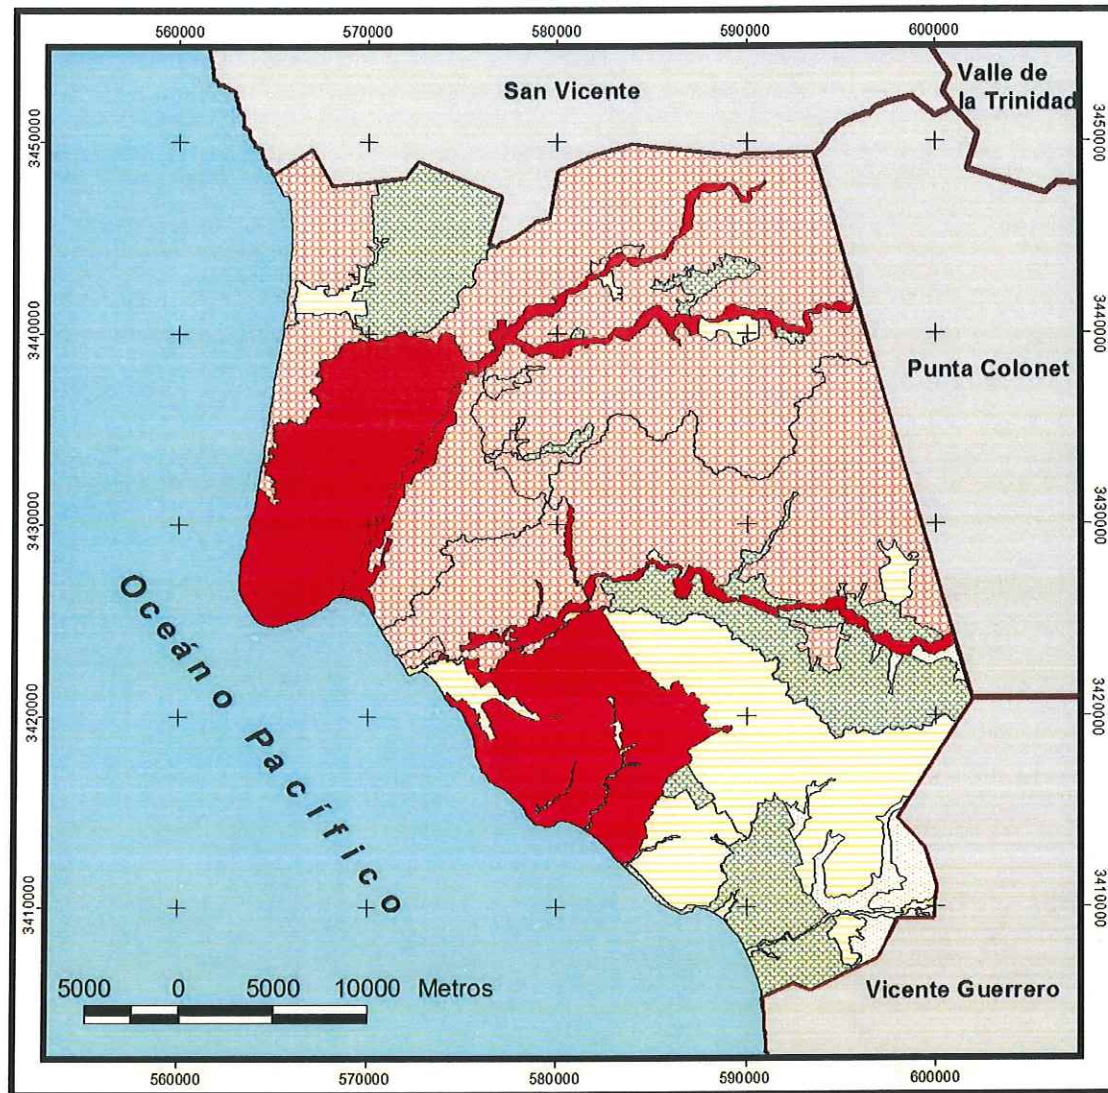 560000 570000 580000 590000 600000
San Vicente
Valle de
la Trinidad
3450000 3450000
3440000 3440000
Punta Colonet
3430000 3430000
Oceáno Pacífico
3420000 3420000
3410000 3410000
5000 0 5000 10000 Metros
Vicente Guerrero
560000 570000 580000 590000 600000